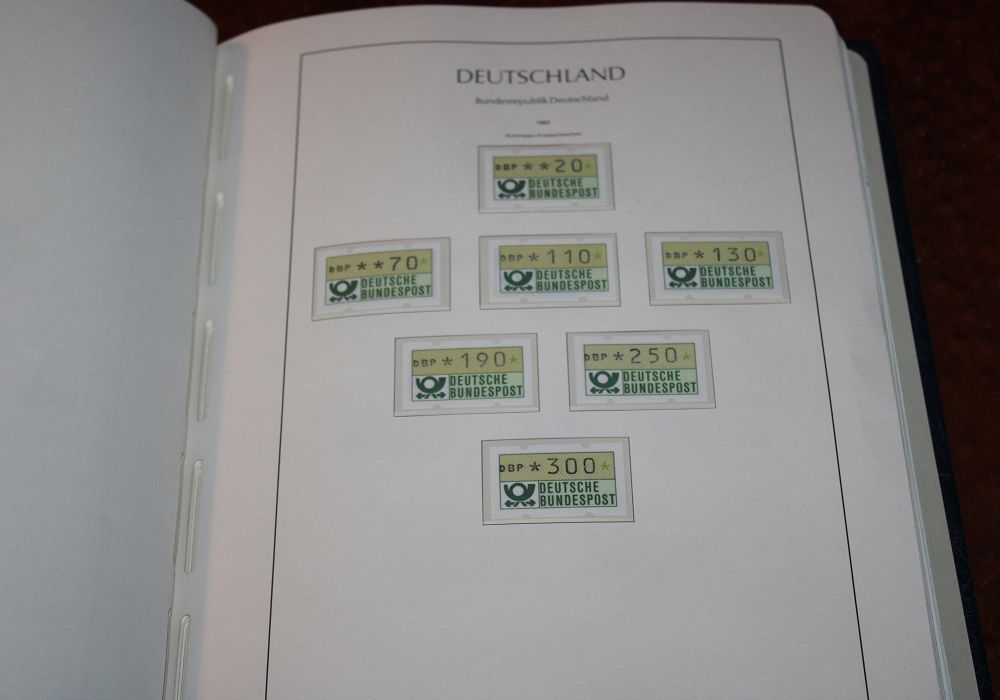 DEUTSCHLAND
Bundesrepublik Deutschland
1982
DBP **20*
DEUTSCHE
BUNDESPOST
DBP **70*
DEUTSCHE
BUNDESPOST
DBP *110*
DEUTSCHE
BUNDESPOST
DBP *130*
DEUTSCHE
BUNDESPOST
DBP *190*
DEUTSCHE
BUNDESPOST
DBP *250*
DEUTSCHE
BUNDESPOST
DBP *300*
DEUTSCHE
BUNDESPOST